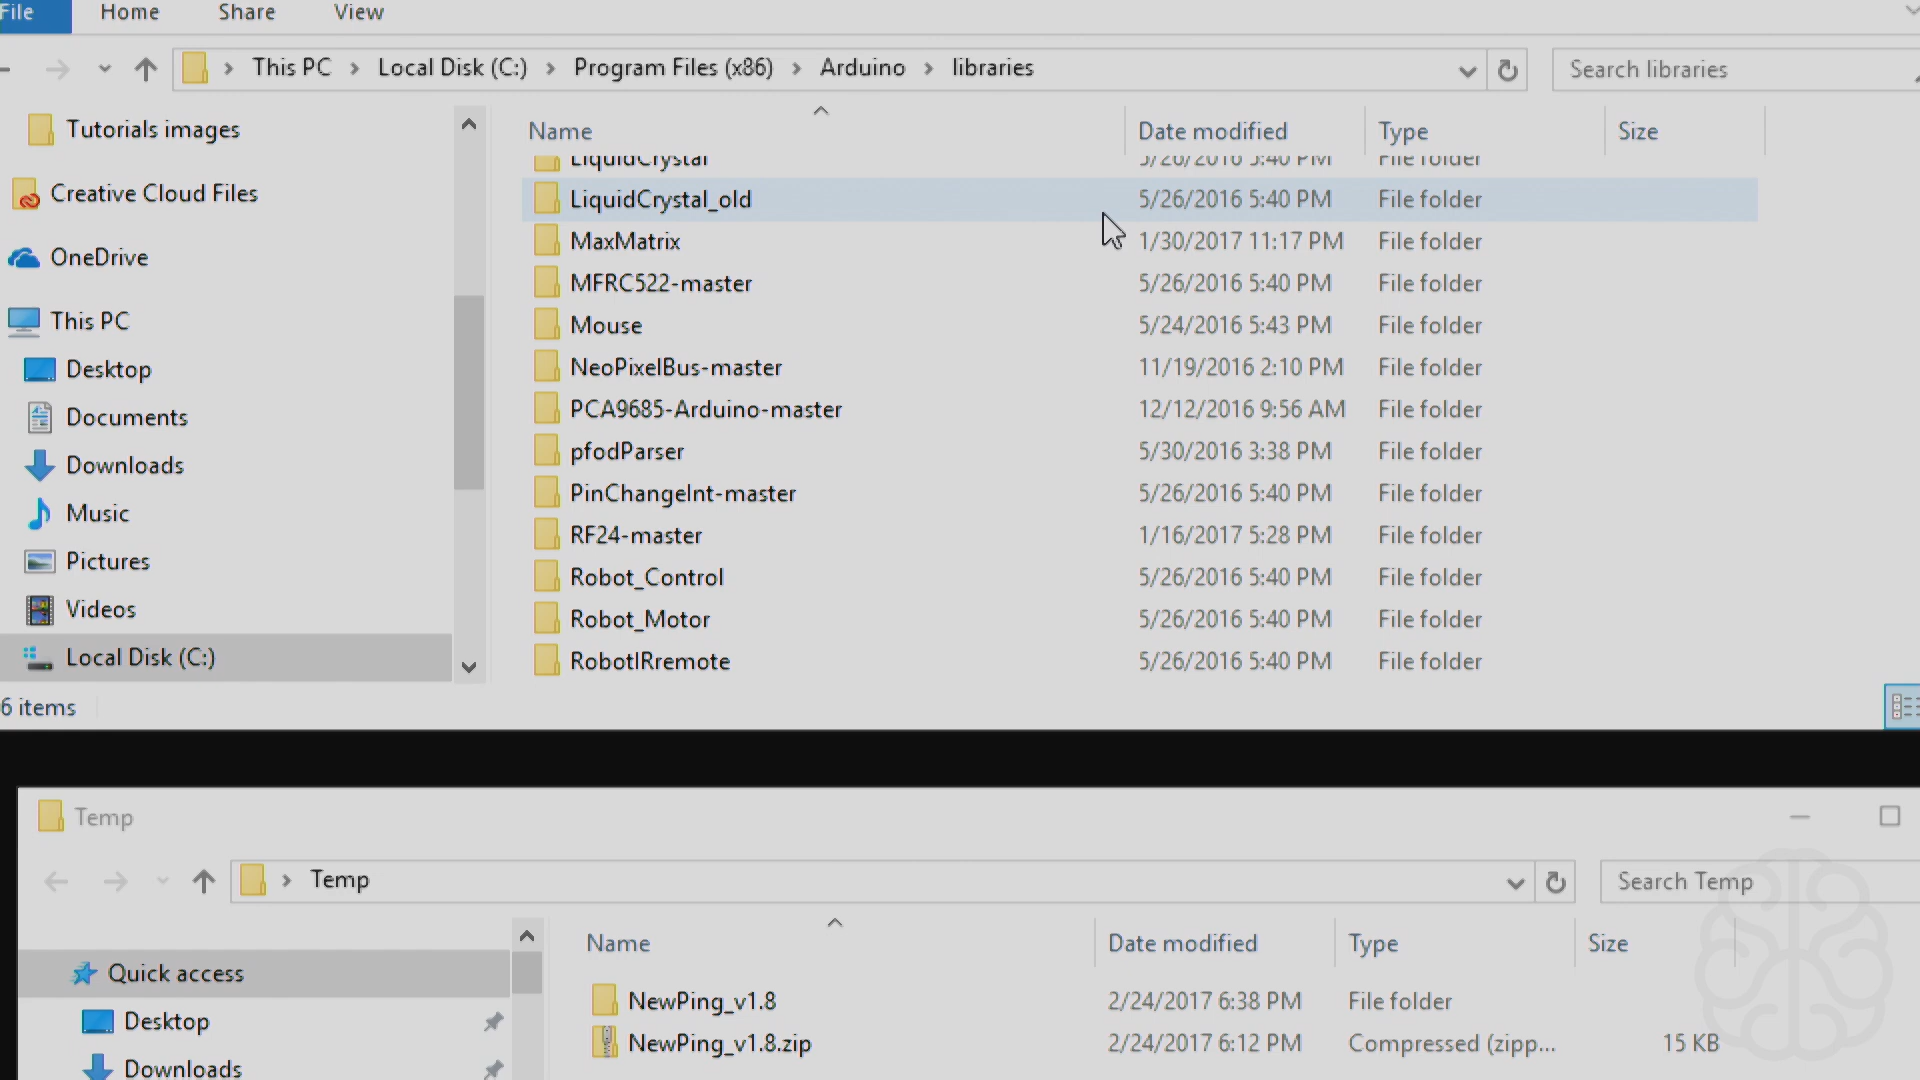 File Home Share View
This PC Local Disk (C:) Program Files (x86) Arduino libraries Search libraries
Tutorials images
Creative Cloud Files
OneDrive
This PC
Desktop
Documents
Downloads
Music
Pictures
Videos
Local Disk (C:)
Name Date modified Type Size
LiquidCrystal 5/26/2016 5:40 PM File folder
LiquidCrystal_old 5/26/2016 5:40 PM File folder
MaxMatrix 1/30/2017 11:17 PM File folder
MFRC522-master 5/26/2016 5:40 PM File folder
Mouse 5/24/2016 5:43 PM File folder
NeoPixelBus-master 11/19/2016 2:10 PM File folder
PCA9685-Arduino-master 12/12/2016 9:56 AM File folder
pfodParser 5/30/2016 3:38 PM File folder
PinChangeInt-master 5/26/2016 5:40 PM File folder
RF24-master 1/16/2017 5:28 PM File folder
Robot_Control 5/26/2016 5:40 PM File folder
Robot_Motor 5/26/2016 5:40 PM File folder
RobotIRremote 5/26/2016 5:40 PM File folder
6 items
Temp
Temp Search Temp
Quick access
Desktop
Downloads
Name Date modified Type Size
NewPing_v1.8 2/24/2017 6:38 PM File folder
NewPing_v1.8.zip 2/24/2017 6:12 PM Compressed (zipp... 15 KB